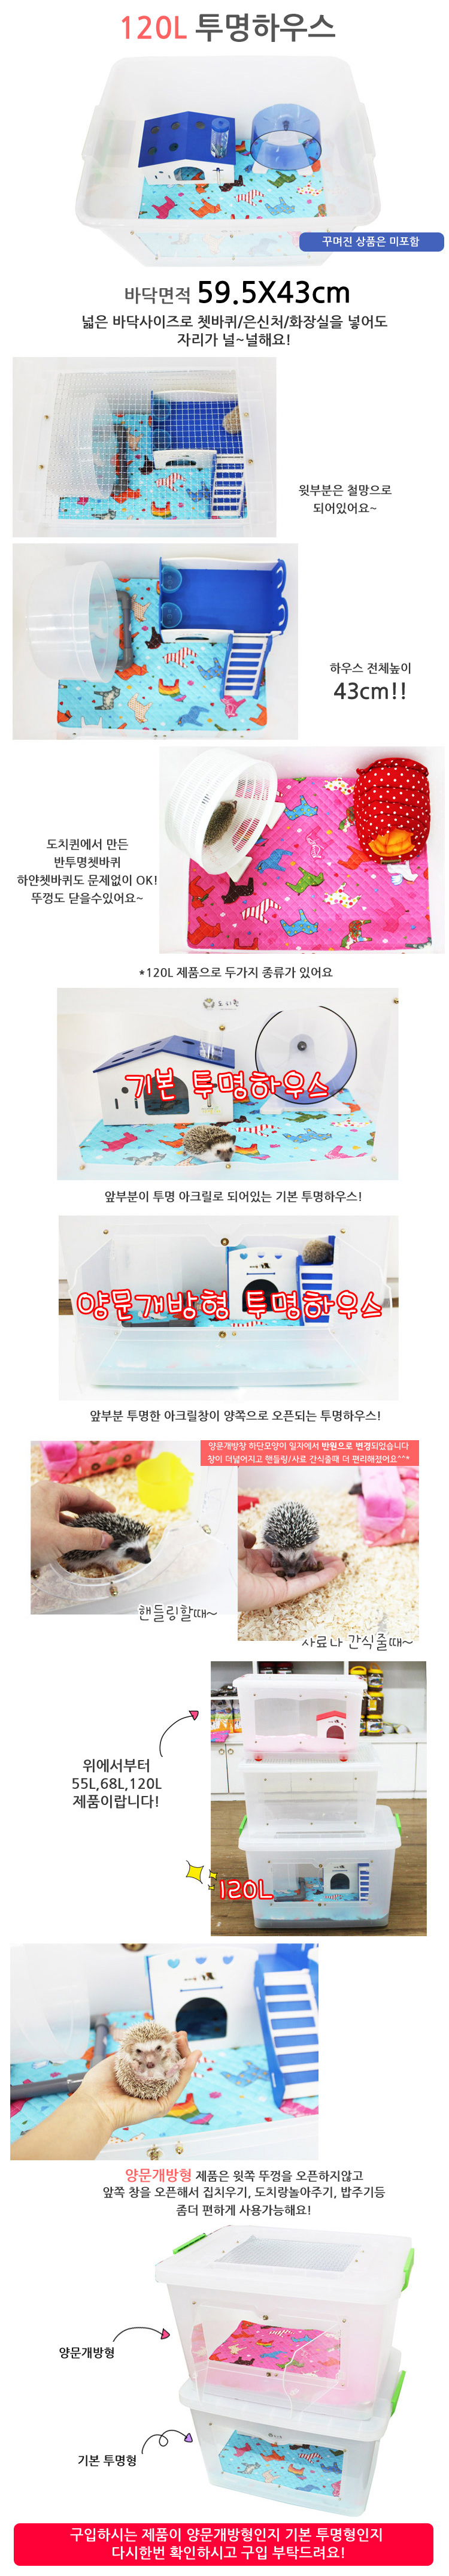 120L 투명하우스
꾸며진 상품은 미포함
바닥면적 59.5X43cm
넓은 바닥사이즈로 쳇바퀴/은신처/화장실을 넣어도
자리가 널~널해요!
윗부분은 철망으로
되어있어요~
하우스 전체높이
43cm!!
도치퀸에서 만든
반투명쳇바퀴
하얀쳇바퀴도 문제없이 OK!
뚜껑도 닫을수있어요~
*120L 제품으로 두가지 종류가 있어요
도치퀸
기본 투명하우스
앞부분이 투명 아크릴로 되어있는 기본 투명하우스!
양문개방형 투명하우스
앞부분 투명한 아크릴창이 양쪽으로 오픈되는 투명하우스!
양문개방창 하단모양이 일자에서 반원으로 변경되었습니다
창이 더넓어지고 핸들링/사료 간식줄때 더 편리해졌어요^^*
핸들링할때~
사료나 간식줄때~
위에서부터
55L,68L,120L
제품이랍니다!
120L
양문개방형 제품은 윗쪽 뚜껑을 오픈하지않고
앞쪽 창을 오픈해서 집치우기, 도치랑놀아주기, 밥주기등
좀더 편하게 사용가능해요!
양문개방형
기본 투명형
구입하시는 제품이 양문개방형인지 기본 투명형인지
다시한번 확인하시고 구입 부탁드려요!